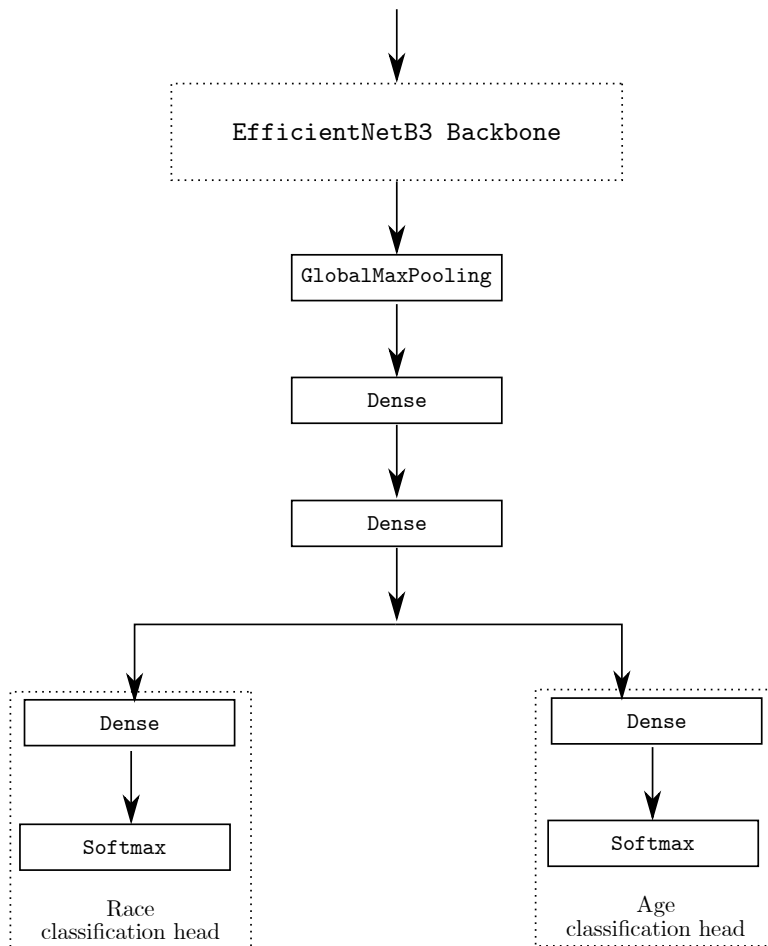 EfficientNetB3 Backbone
GlobalMaxPooling
Dense
Dense
Dense
Softmax
Race
classification head
Dense
Softmax
Age
classification head